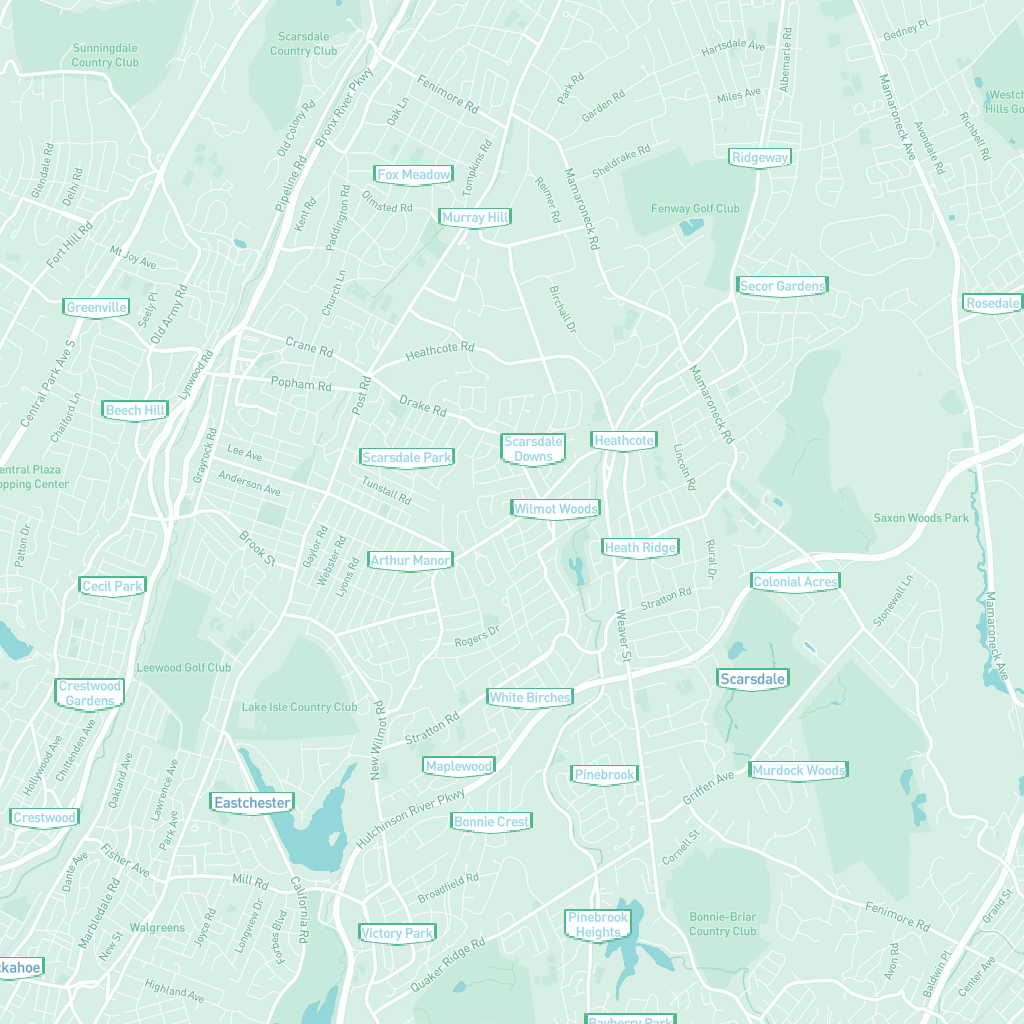 Gedney Pl
Hartsdale Ave
Scarsdale
Country Club
Sunningdale
Country Club
Albemarle Rd
Park Rd
Fenimore Rd
Miles Ave
Garden Rd
Westch
Hills Go
Mamaroneck Ave
Bronx River Pkwy
Oak Ln
Old Colony Rd
Richbell Rd
Avondale Rd
Sheldrake Rd
Ridgeway
Tompkins Rd
Fox Meadow
Glendale Rd
Delhi Rd
Pipeline Rd
Reimer Rd
Mamaroneck Rd
Olmsted Rd
Murray Hill
Fenway Golf Club
Kent Rd
Paddington Rd
Fort Hill Rd
Mt Joy Ave
Secor Gardens
Church Ln
Greenville
Seely Pl
Old Army Rd
Birchall Dr
Rosedale
Crane Rd
Heathcote Rd
Central Park Ave S
Lynwood Rd
Popham Rd
Post Rd
Mamaroneck Rd
Drake Rd
Beech Hill
Chalford Ln
Scarsdale
Downs
Heathcote
Lee Ave
Grayrock Rd
Scarsdale Park
Lincoln Rd
entral Plaza
opping Center
Anderson Ave
Tunstall Rd
Wilmot Woods
Saxon Woods Park
Patton Dr
Brook St
Gaylor Rd
Webster Rd
Lyons Rd
Arthur Manor
Heath Ridge
Rural Dr
Cecil Park
Colonial Acres
Stratton Rd
Stonewall Ln
Mamaroneck Ave
Rogers Dr
Weaver St
Leewood Golf Club
Crestwood
Gardens
Scarsdale
White Birches
Lake Isle Country Club
New Wilmot Rd
Stratton Rd
Hollywood Ave
Chittenden Ave
Maplewood
Pinebrook
Murdock Woods
Oakland Ave
Lawrence Ave
Park Ave
Griffen Ave
Eastchester
Crestwood
Hutchinson River Pkwy
Bonnie Crest
Cornell St
Fisher Ave
Dante Ave
Mill Rd
California Rd
Broadfield Rd
Marbledale Rd
Walgreens
Joyce Rd
Longview Dr
Forbes Blvd
Victory Park
Pinebrook
Heights
Bonnie-Briar
Country Club
Fenimore Rd
Grand St
New St
Quaker Ridge Rd
Avon Rd
Baldwin Pl
Center Ave
ckahoe
Highland Ave
Bayberry Park